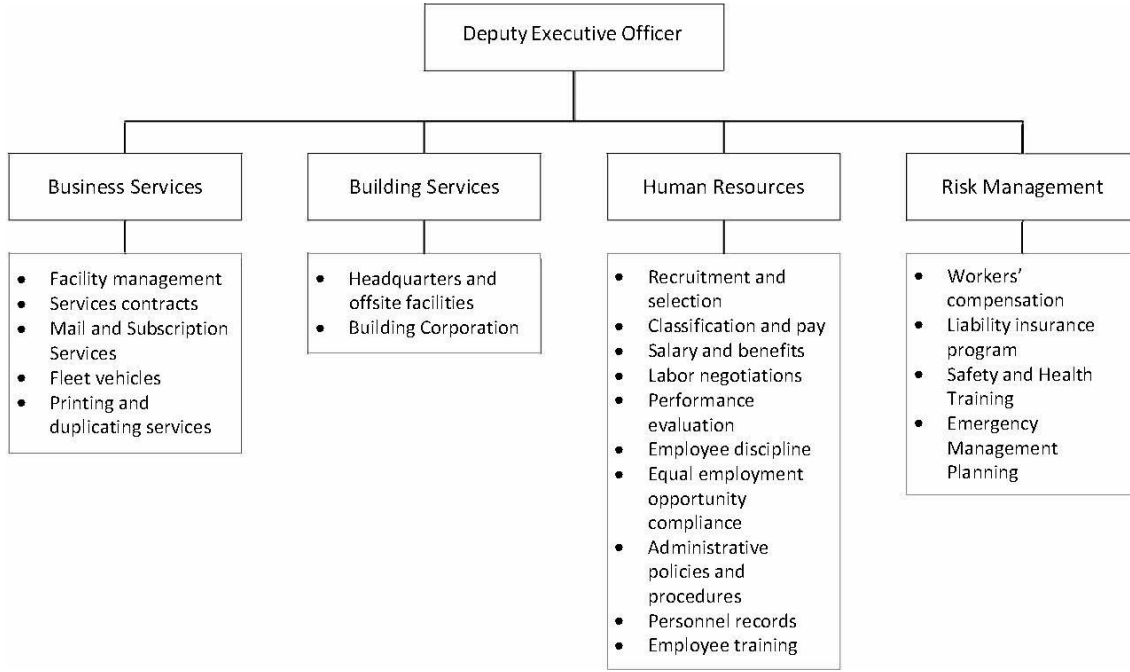 Deputy Executive Officer
Business Services
Building Services
Human Resources
Risk Management
• Facility management
• Services contracts
• Mail and Subscription
Services
• Fleet vehicles
• Printing and
duplicating services
• Headquarters and
offsite facilities
• Building Corporation
• Recruitment and
selection
• Classification and pay
• Salary and benefits
• Labor negotiations
• Performance
evaluation
• Employee discipline
• Equal employment
opportunity
compliance
• Administrative
policies and
procedures
• Personnel records
• Employee training
• Workers’
compensation
• Liability insurance
program
• Safety and Health
Training
• Emergency
Management
Planning